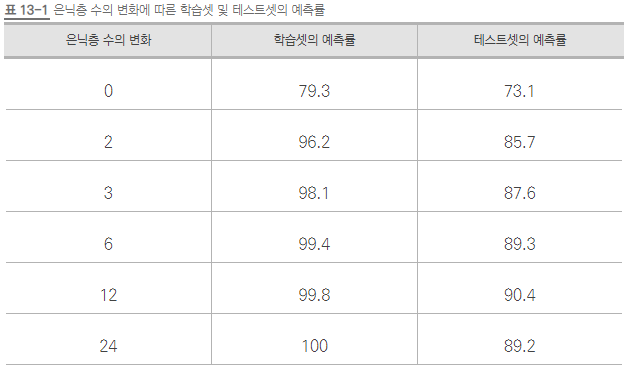 표 13-1 은닉층 수의 변화에 따른 학습셋 및 테스트셋의 예측률
은닉층 수의 변화 학습셋의 예측률 테스트셋의 예측률
0 79.3 73.1
2 96.2 85.7
3 98.1 87.6
6 99.4 89.3
12 99.8 90.4
24 100 89.2